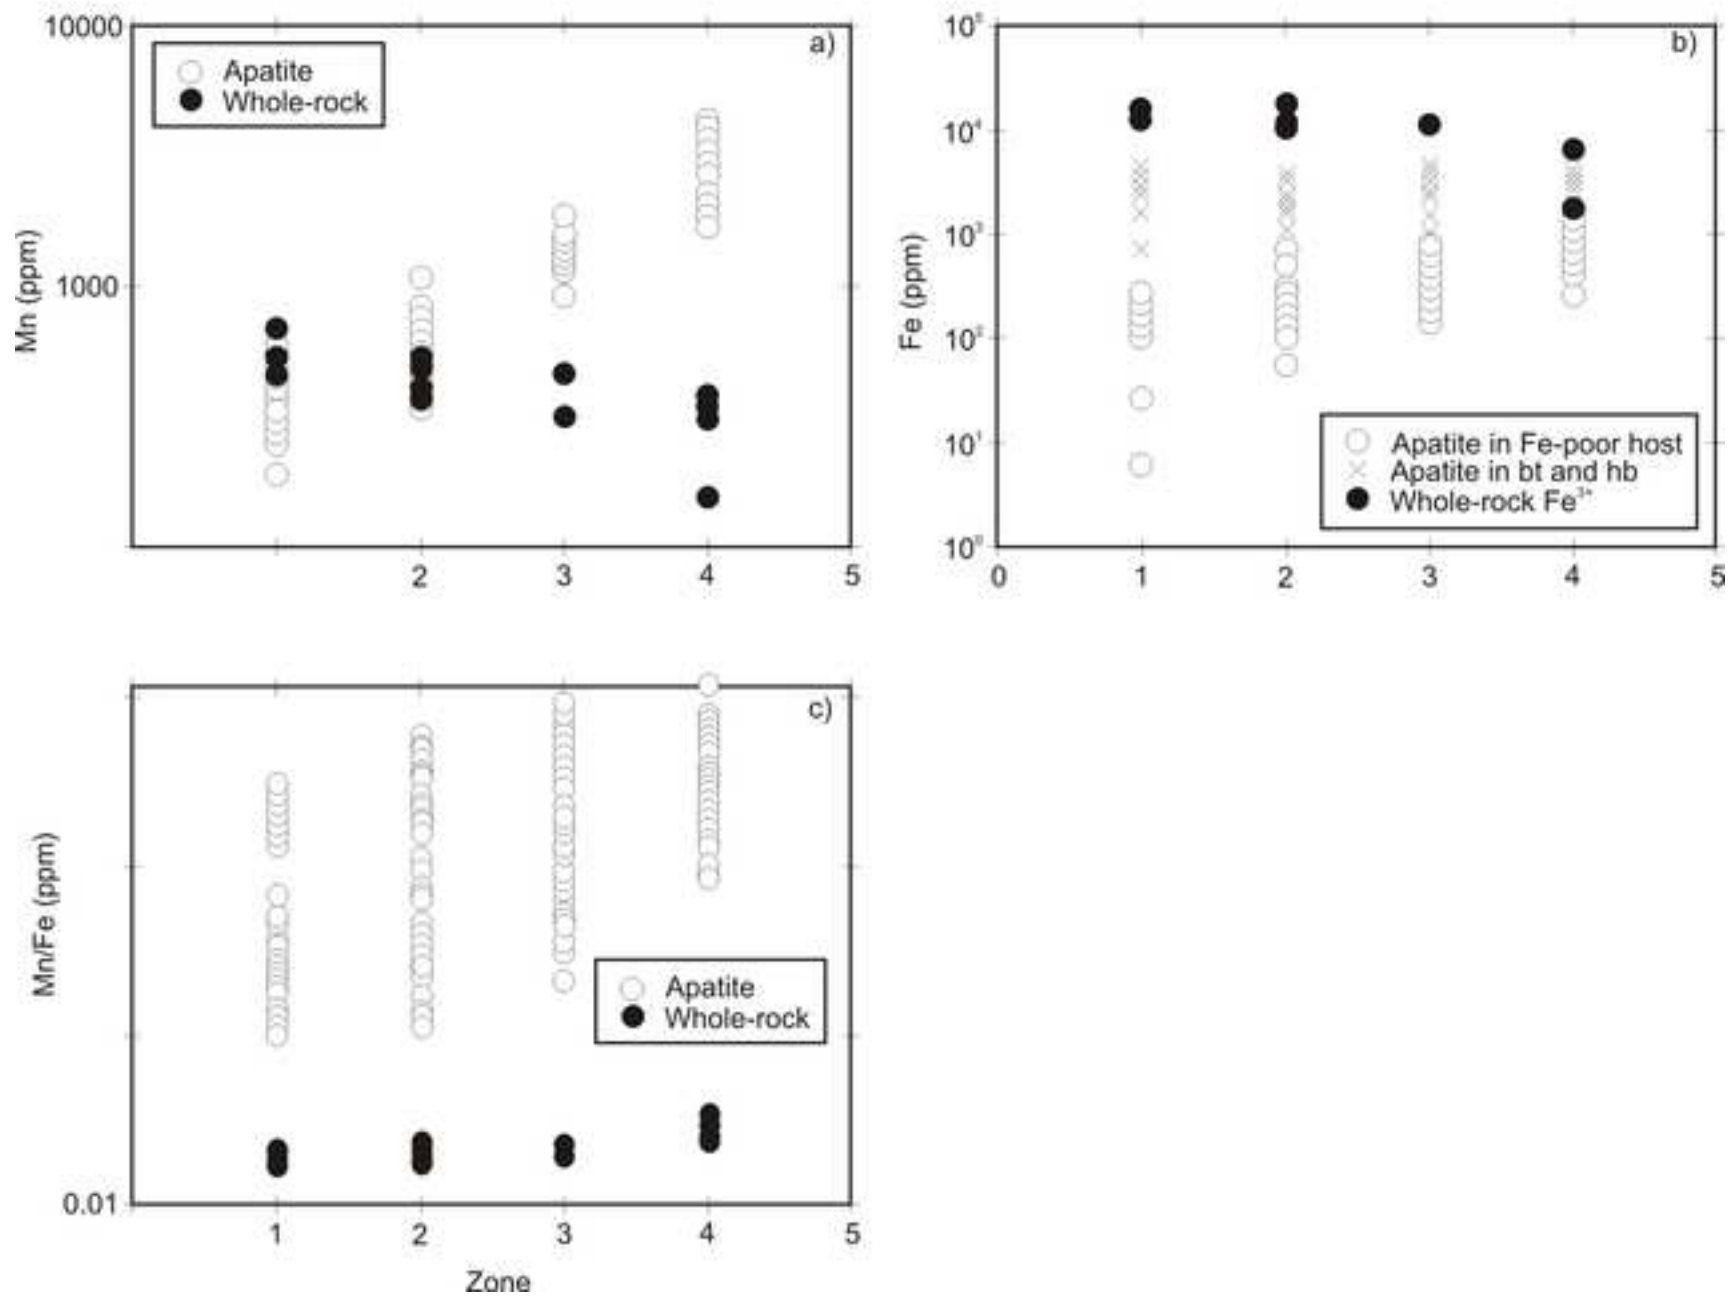 10000
a)
Apatite
Whole-rock
Mn (ppm)
1000
2 3 4 5
10⁵
b)
10⁴
10³
Fe (ppm)
10²
10¹
Apatite in Fe-poor host
Apatite in bt and hb
Whole-rock Fe³⁺
10⁰
0 1 2 3 4 5
c)
Mn/Fe (ppm)
Apatite
Whole-rock
0.01
1 2 3 4 5
Zone